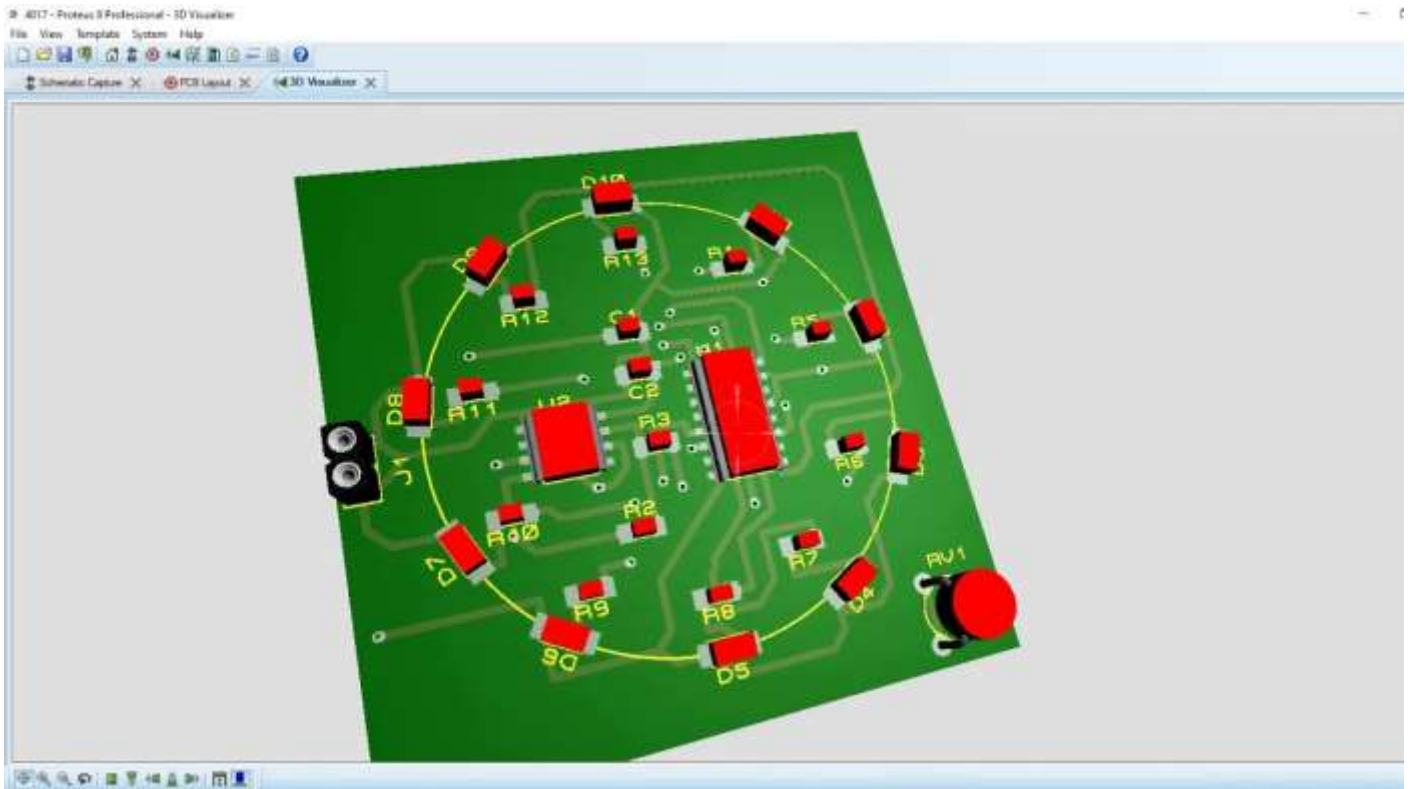 4017 - Proteus 8 Professional - 3D Visualizer
File View Template System Help
Schematic Capture PCB Layout 3D Visualizer
D10
R13
R12
C1
R5
C2
D8
R11
U2
R3
R6
J1
R10
R2
R7
RV1
D7
R9
R8
D4
D6
D5